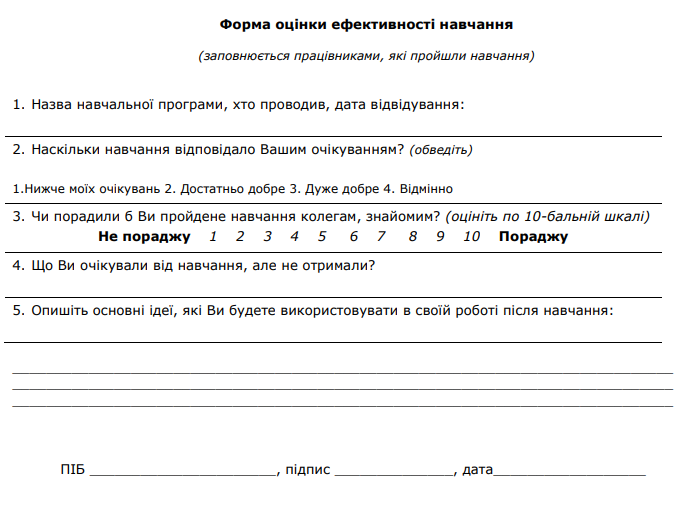 Форма оцінки ефективності навчання
(заповнюється працівниками, які пройшли навчання)
1. Назва навчальної програми, хто проводив, дата відвідування:
2. Наскільки навчання відповідало Вашим очікуванням? (обведіть)
1.Нижче моїх очікувань 2. Достатньо добре 3. Дуже добре 4. Відмінно
3. Чи порадили б Ви пройдене навчання колегам, знайомим? (оцініть по 10-бальній шкалі)
Не пораджу 1 2 3 4 5 6 7 8 9 10 Пораджу
4. Що Ви очікували від навчання, але не отримали?
5. Опишіть основні ідеї, які Ви будете використовувати в своїй роботі після навчання:
ПІБ ________________________, підпис _______________, дата___________________